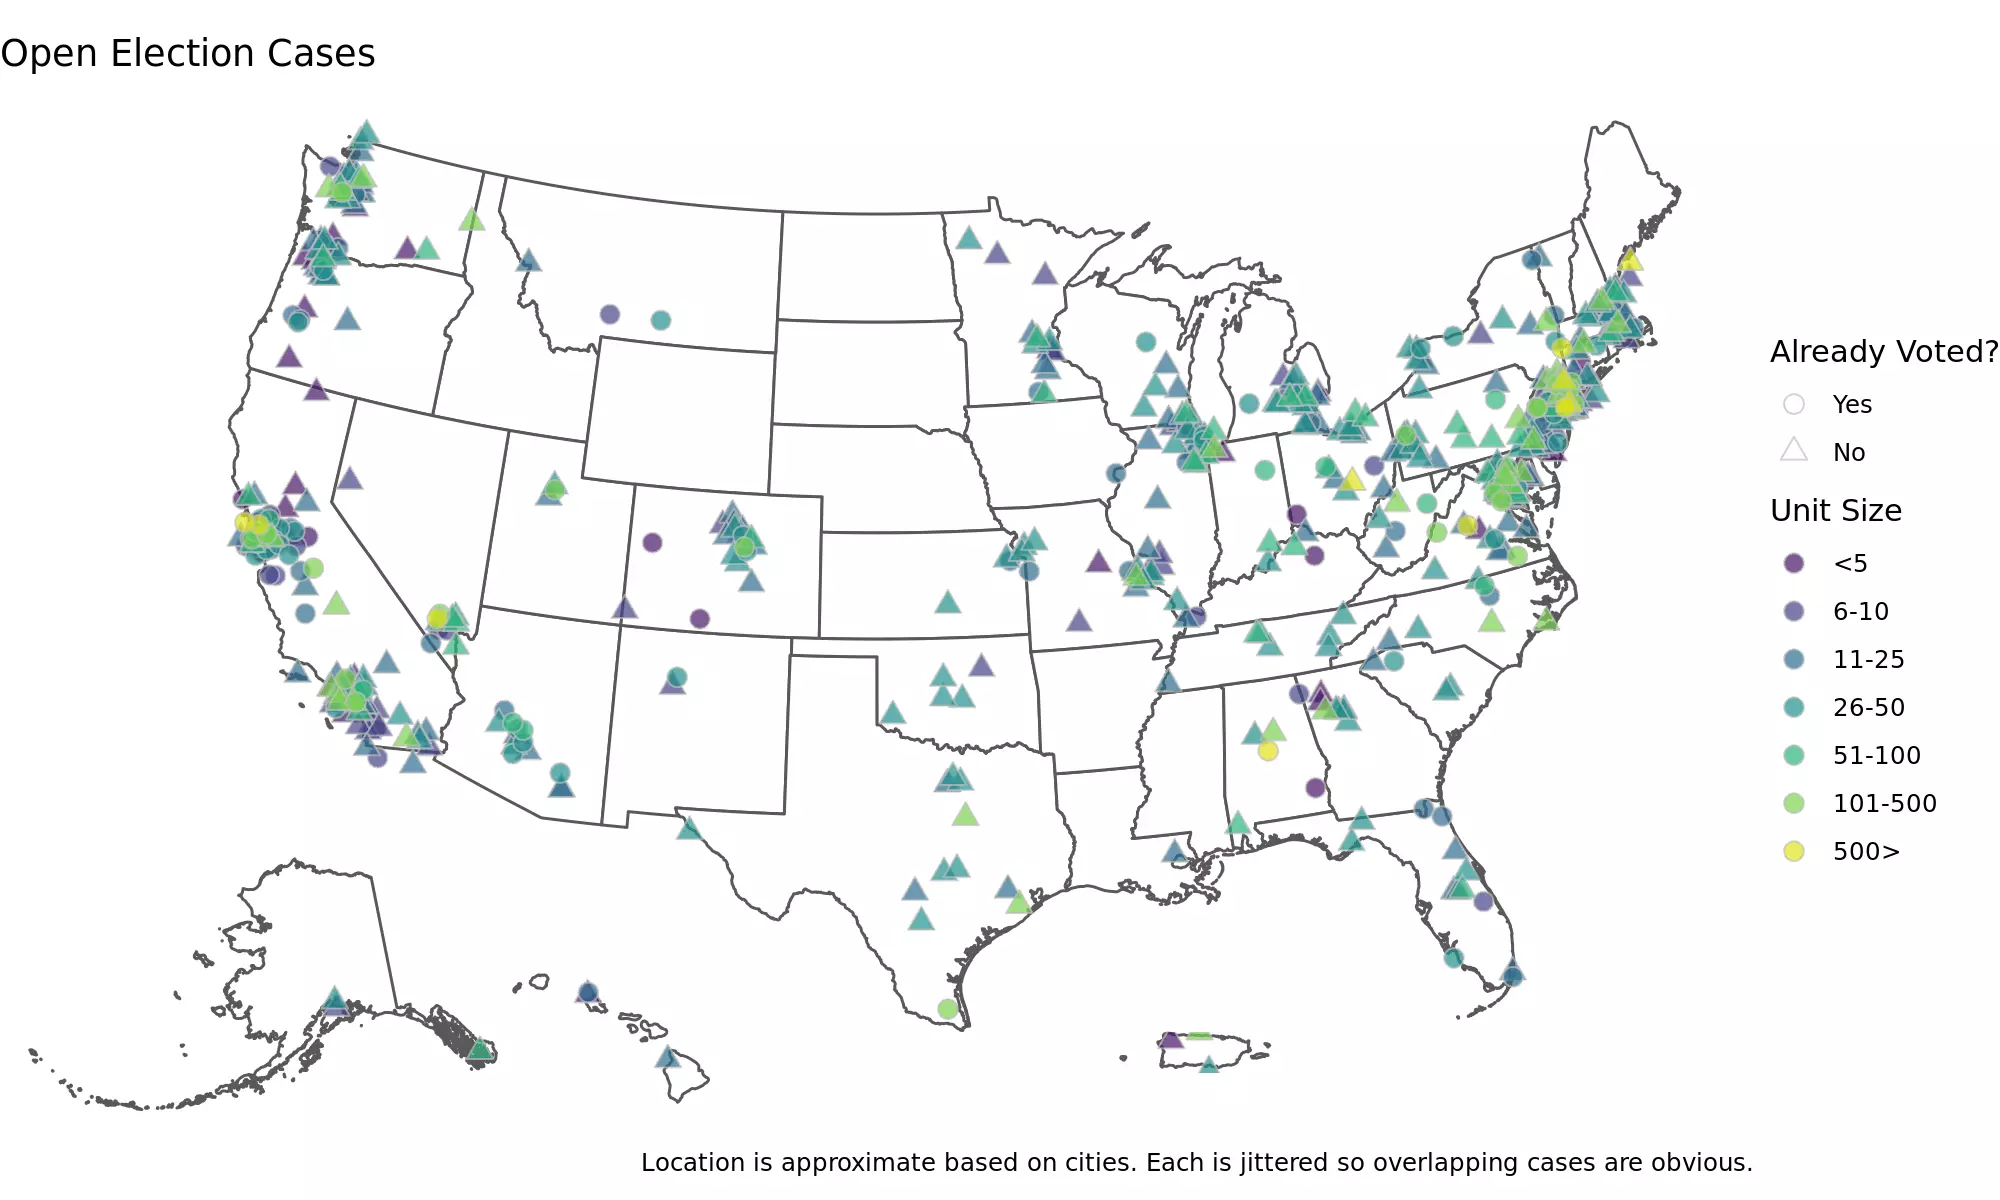 Open Election Cases
Already Voted?
Yes
No
Unit Size
<5
6-10
11-25
26-50
51-100
101-500
500>
Location is approximate based on cities. Each is jittered so overlapping cases are obvious.